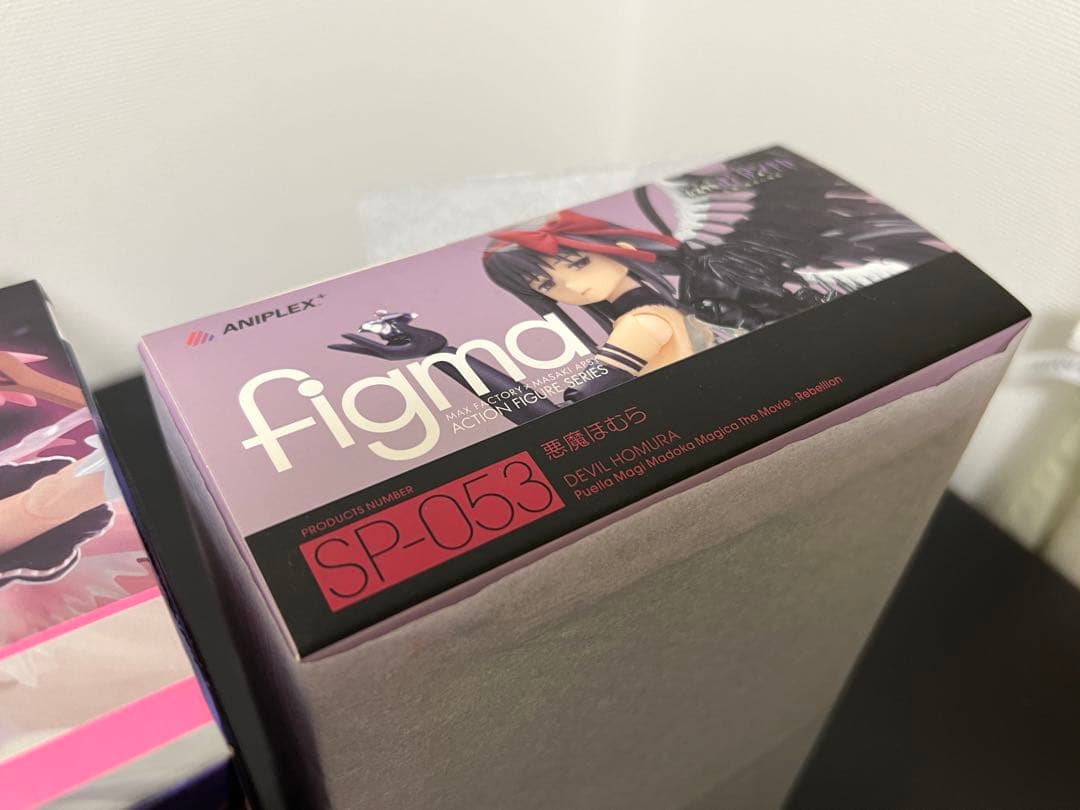 ANIPLEX+
figma
MAX FACTORY × MASAKI APSY
ACTION FIGURE SERIES
PRODUCTS NUMBER
SP-053
悪魔ほむら
DEVIL HOMURA
Puella Magi Madoka Magica The Movie : Rebellion